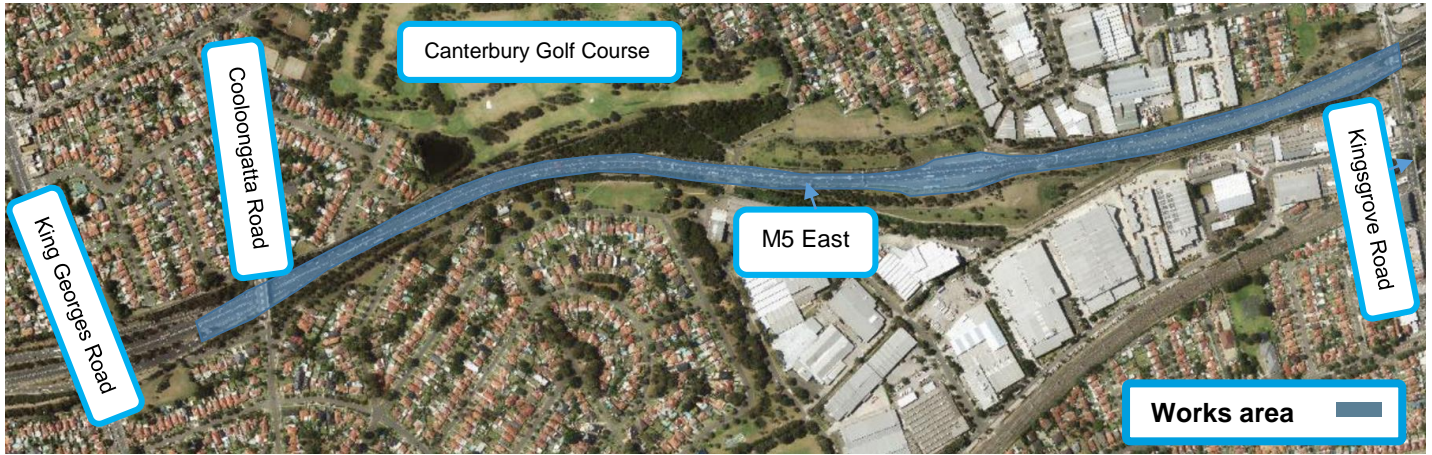 Canterbury Golf Course
Cooloongatta Road
King Georges Road
M5 East
Kingsgrove Road
Works area